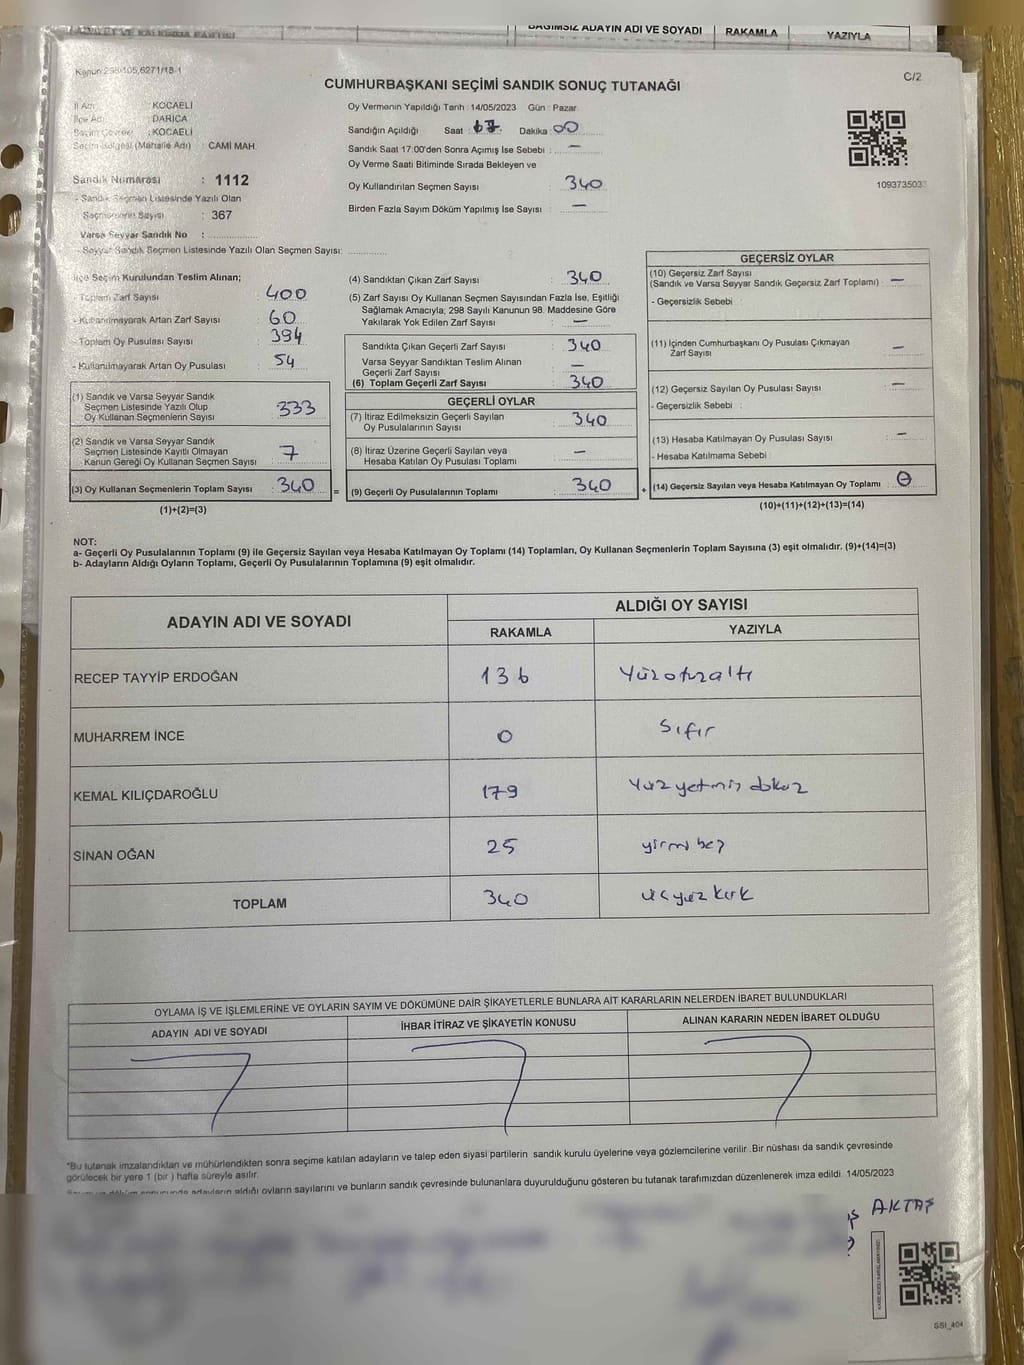 BAĞIMSIZ ADAYIN ADI VE SOYADI RAKAMLA YAZIYLA
C/2
CUMHURBAŞKANI SEÇİMİ SANDIK SONUÇ TUTANAĞI
İl Adı : KOCAELİ
İlçe Adı : DARICA
Seçim Çevresi : KOCAELİ
Seçim Bölgesi (Mahalle Adı) : CAMİ MAH.
Sandık Numarası : 1112
- Sandık Seçmen Listesinde Yazılı Olan
Seçmenlerin Sayısı : 367
Varsa Seyyar Sandık No :
- Seyyar Sandık Seçmen Listesinde Yazılı Olan Seçmen Sayısı:
Oy Vermenin Yapıldığı Tarih : 14/05/2023 Gün : Pazar
Sandığın Açıldığı Saat : 17 Dakika : 00
Sandık Saat 17:00'den Sonra Açımış İse Sebebi : —
Oy Verme Saati Bitiminde Sırada Bekleyen ve
Oy Kullandırılan Seçmen Sayısı : 340
Birden Fazla Sayım Döküm Yapılmış İse Sayısı : —
1093735033
İlçe Seçim Kurulundan Teslim Alınan;
- Toplam Zarf Sayısı : 400
- Kullanılmayarak Artan Zarf Sayısı : 60
- Toplam Oy Pusulası Sayısı : 394
- Kullanılmayarak Artan Oy Pusulası : 54
(1) Sandık ve Varsa Seyyar Sandık
Seçmen Listesinde Yazılı Olup
Oy Kullanan Seçmenlerin Sayısı : 333
(2) Sandık ve Varsa Seyyar Sandık
Seçmen Listesinde Kayıtlı Olmayan
Kanun Gereği Oy Kullanan Seçmen Sayısı : 7
(3) Oy Kullanan Seçmenlerin Toplam Sayısı : 340 =
(1)+(2)=(3)
(4) Sandıktan Çıkan Zarf Sayısı : 340
(5) Zarf Sayısı Oy Kullanan Seçmen Sayısından Fazla İse, Eşitliği
Sağlamak Amacıyla; 298 Sayılı Kanunun 98. Maddesine Göre
Yakılarak Yok Edilen Zarf Sayısı : —
Sandıkta Çıkan Geçerli Zarf Sayısı : 340
Varsa Seyyar Sandıktan Teslim Alınan
Geçerli Zarf Sayısı : —
(6) Toplam Geçerli Zarf Sayısı : 340
GEÇERLİ OYLAR
(7) İtiraz Edilmeksizin Geçerli Sayılan
Oy Pusulalarının Sayısı : 340
(8) İtiraz Üzerine Geçerli Sayılan veya
Hesaba Katılan Oy Pusulası Toplamı : —
(9) Geçerli Oy Pusulalarının Toplamı : 340 +
GEÇERSİZ OYLAR
(10) Geçersiz Zarf Sayısı
(Sandık ve Varsa Seyyar Sandık Geçersiz Zarf Toplamı) : —
- Geçersizlik Sebebi :
(11) İçinden Cumhurbaşkanı Oy Pusulası Çıkmayan
Zarf Sayısı : —
(12) Geçersiz Sayılan Oy Pusulası Sayısı : —
- Geçersizlik Sebebi :
(13) Hesaba Katılmayan Oy Pusulası Sayısı : —
- Hesaba Katılmama Sebebi :
(14) Geçersiz Sayılan veya Hesaba Katılmayan Oy Toplamı : 0
(10)+(11)+(12)+(13)=(14)
NOT:
a- Geçerli Oy Pusulalarının Toplamı (9) ile Geçersiz Sayılan veya Hesaba Katılmayan Oy Toplamı (14) Toplamları, Oy Kullanan Seçmenlerin Toplam Sayısına (3) eşit olmalıdır. (9)+(14)=(3)
b- Adayların Aldığı Oyların Toplamı, Geçerli Oy Pusulalarının Toplamına (9) eşit olmalıdır.
ADAYIN ADI VE SOYADI ALDIĞI OY SAYISI
RAKAMLA YAZIYLA
RECEP TAYYİP ERDOĞAN 136 Yüzotuzaltı
MUHARREM İNCE 0 Sıfır
KEMAL KILIÇDAROĞLU 179 Yüzyetmiş dokuz
SİNAN OĞAN 25 yirmi beş
TOPLAM 340 üçyüz kırk
OYLAMA İŞ VE İŞLEMLERİNE VE OYLARIN SAYIM VE DÖKÜMÜNE DAİR ŞİKAYETLERLE BUNLARA AİT KARARLARIN NELERDEN İBARET BULUNDUKLARI
ADAYIN ADI VE SOYADI İHBAR İTİRAZ VE ŞİKAYETİN KONUSU ALINAN KARARIN NEDEN İBARET OLDUĞU
"Bu tutanak imzalandıktan ve mühürlendikten sonra seçime katılan adayların ve talep eden siyasi partilerin sandık kurulu üyelerine veya gözlemcilerine verilir. Bir nüshası da sandık çevresinde
görülecek bir yere 1 (bir) hafta süreyle asılır.
adayların aldığı oyların sayılarını ve bunların sandık çevresinde bulunanlara duyurulduğunu gösteren bu tutanak tarafımızdan düzenlenerek imza edildi. 14/05/2023
AKTAŞ
SSI_404